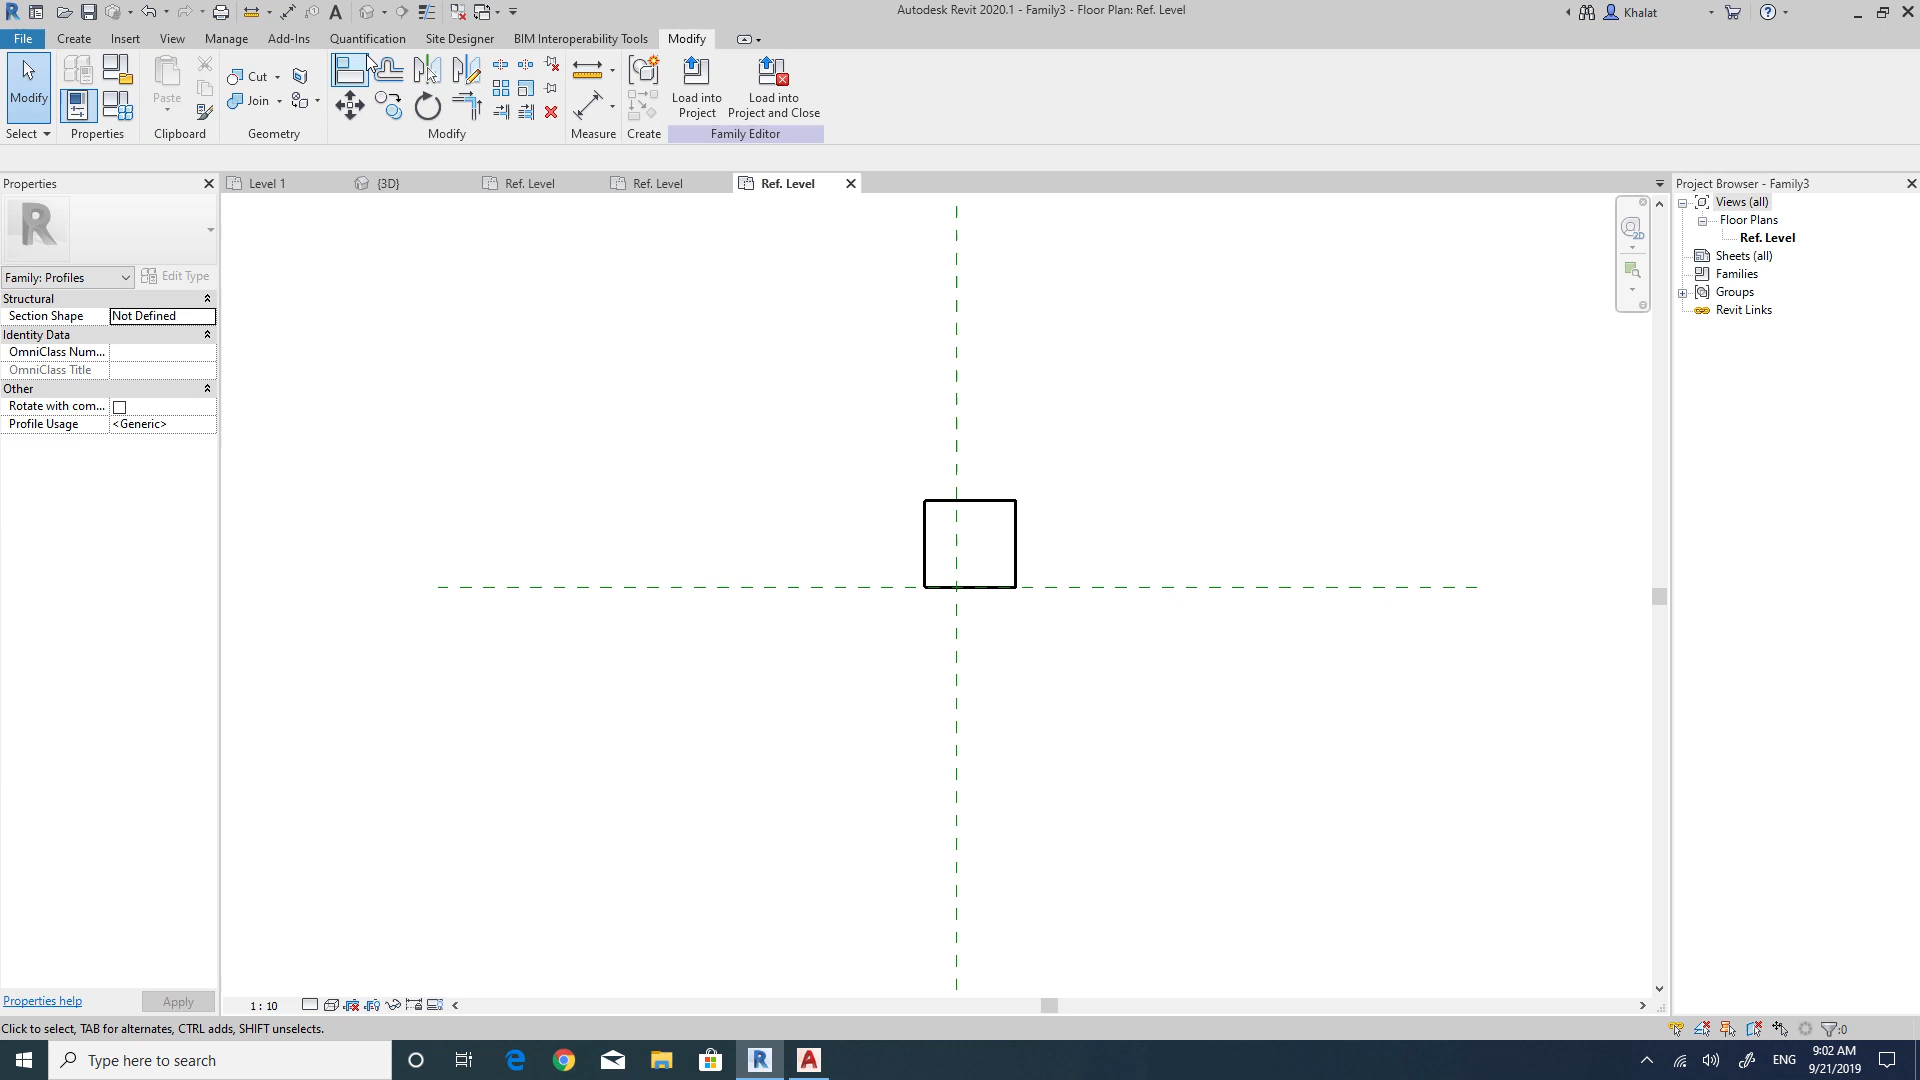 Autodesk Revit 2020.1 - Family3 - Floor Plan: Ref. Level
Khalat
File Create Insert View Manage Add-Ins Quantification Site Designer BIM Interoperability Tools Modify
Modify
Paste
Cut
Join
Load into Project
Load into Project and Close
Select Properties Clipboard Geometry Modify Measure Create Family Editor
Properties
Level 1 {3D} Ref. Level Ref. Level Ref. Level
Project Browser - Family3
Views (all)
Floor Plans
Ref. Level
Sheets (all)
Families
Groups
Revit Links
2D
R
Family: Profiles Edit Type
Structural
Section Shape Not Defined
Identity Data
OmniClass Num...
OmniClass Title
Other
Rotate with com...
Profile Usage <Generic>
Properties help Apply
1 : 10
Click to select, TAB for alternates, CTRL adds, SHIFT unselects.
:0
Type here to search
ENG
9:02 AM
9/21/2019